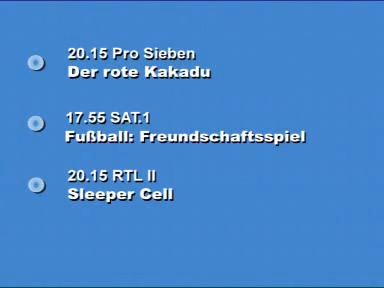 20.15 Pro Sieben
Der rote Kakadu
17.55 SAT.1
Fußball: Freundschaftsspiel
20.15 RTL II
Sleeper Cell